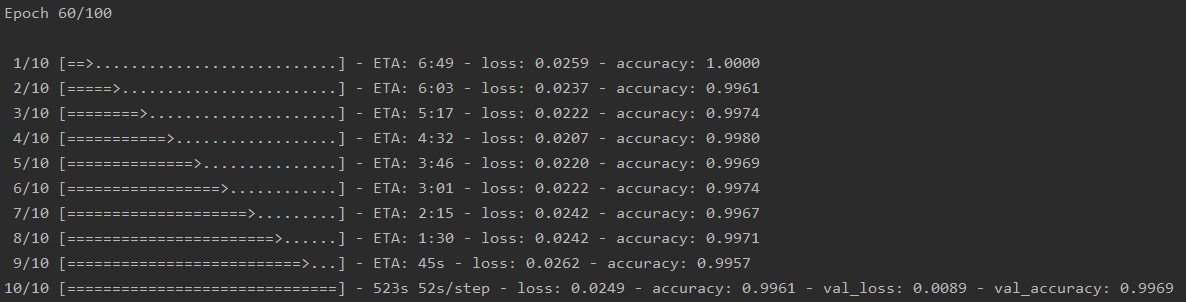 Epoch 60/100
1/10 [==>...........................] - ETA: 6:49 - loss: 0.0259 - accuracy: 1.0000
2/10 [=====>........................] - ETA: 6:03 - loss: 0.0237 - accuracy: 0.9961
3/10 [========>.....................] - ETA: 5:17 - loss: 0.0222 - accuracy: 0.9974
4/10 [===========>..................] - ETA: 4:32 - loss: 0.0207 - accuracy: 0.9980
5/10 [==============>...............] - ETA: 3:46 - loss: 0.0220 - accuracy: 0.9969
6/10 [=================>............] - ETA: 3:01 - loss: 0.0222 - accuracy: 0.9974
7/10 [====================>.........] - ETA: 2:15 - loss: 0.0242 - accuracy: 0.9967
8/10 [=======================>......] - ETA: 1:30 - loss: 0.0242 - accuracy: 0.9971
9/10 [==========================>...] - ETA: 45s - loss: 0.0262 - accuracy: 0.9957
10/10 [==============================] - 523s 52s/step - loss: 0.0249 - accuracy: 0.9961 - val_loss: 0.0089 - val_accuracy: 0.9969